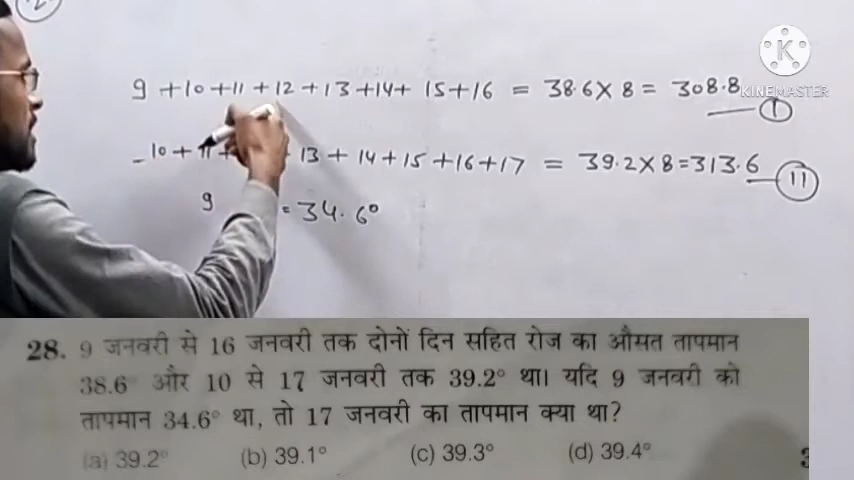 2
K
KINEMASTER
9 + 10 + 11 + 12 + 13 + 14 + 15 + 16 = 38.6 × 8 = 308.8 — I
- 10 + 11 + 13 + 14 + 15 + 16 + 17 = 39.2 × 8 = 313.6 — II
9 = 34.6°
28. 9 जनवरी से 16 जनवरी तक दोनों दिन सहित रोज का औसत तापमान
38.6° और 10 से 17 जनवरी तक 39.2° था। यदि 9 जनवरी को
तापमान 34.6° था, तो 17 जनवरी का तापमान क्या था?
(a) 39.2° (b) 39.1° (c) 39.3° (d) 39.4°